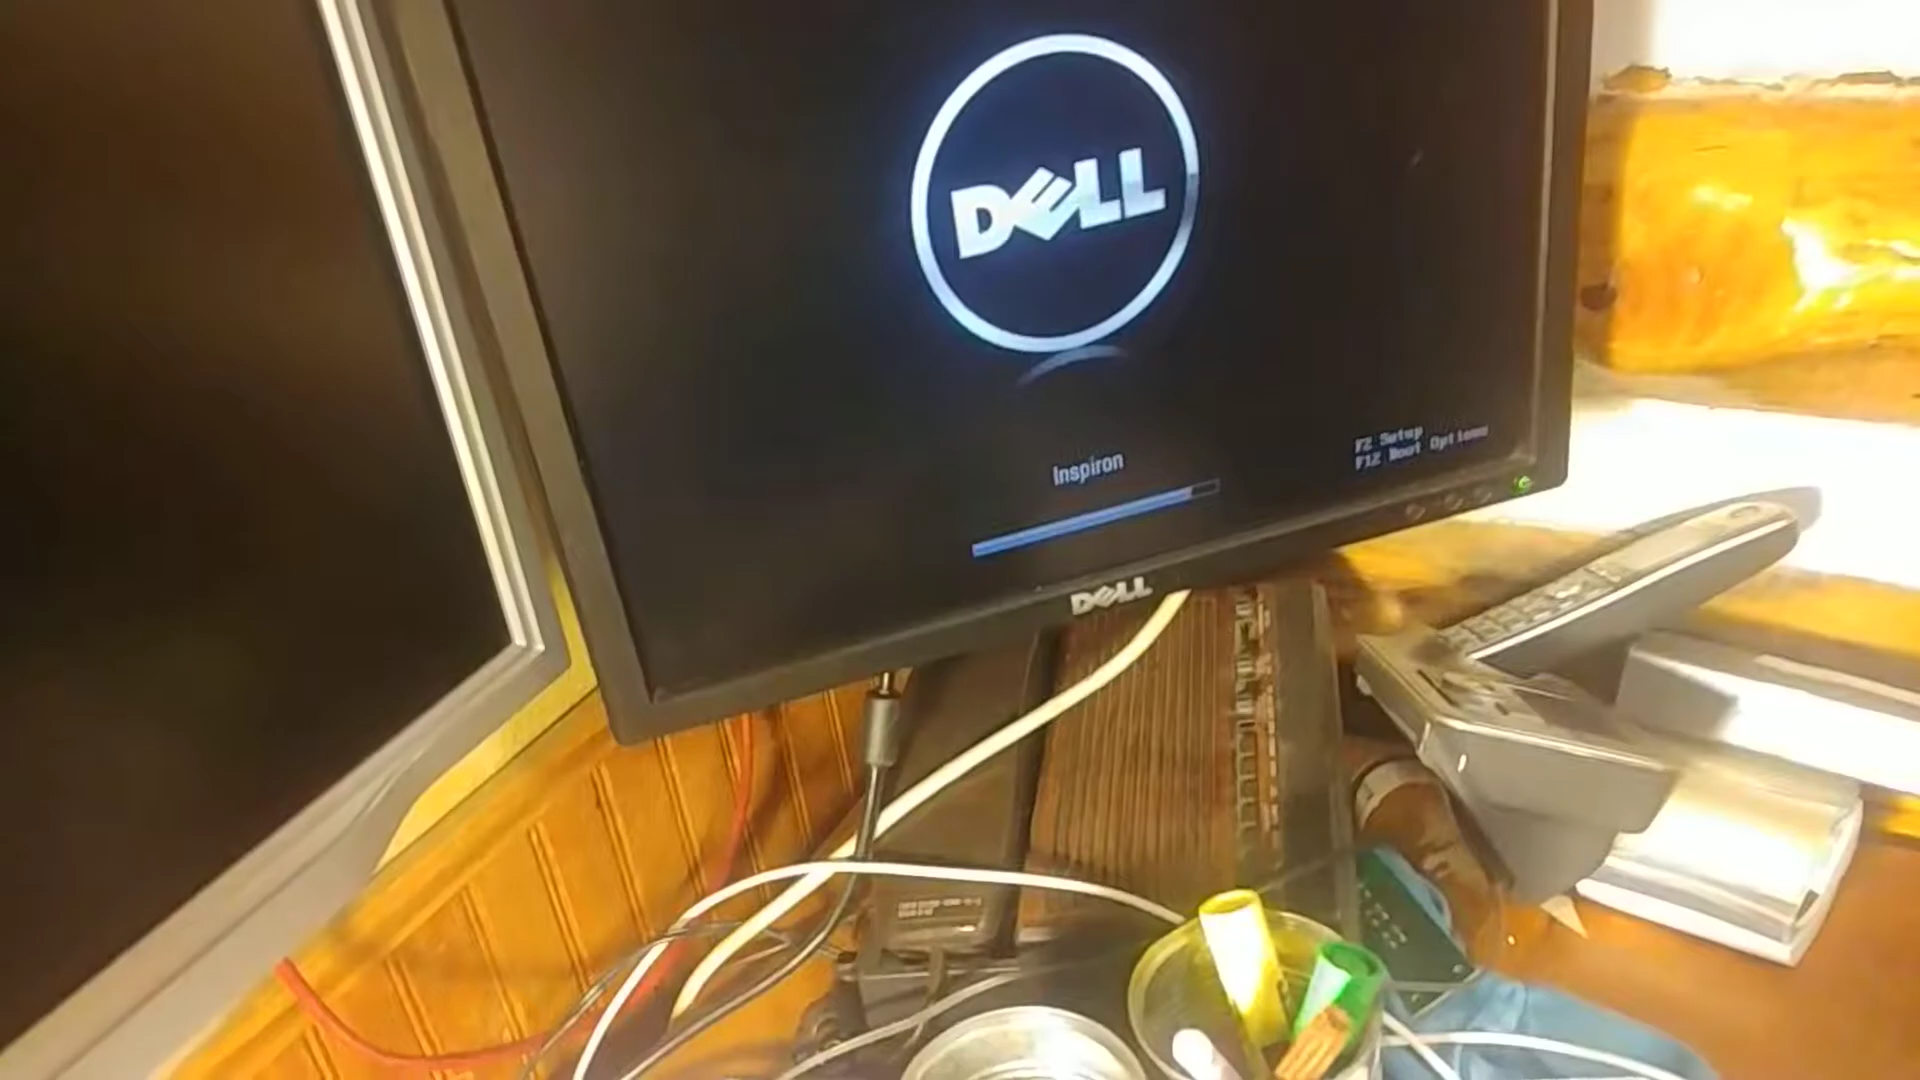 DELL
Inspiron
F2 Setup
F12 Boot Options
DELL